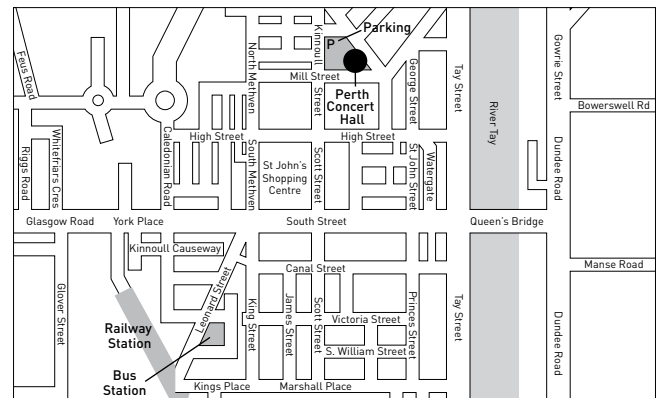 Parking
P
Kinnoull
Street
Feus Road
North Methven
Mill Street
Perth
Concert
Hall
George Street
Tay Street
River Tay
Gowrie Street
Bowerswell Rd
High Street
High Street
Riggs Road
Whitefriars Cres
Caledonian Road
South Methven
St John's
Shopping
Centre
Scott Street
St John Street
Watergate
Dundee Road
Glasgow Road
York Place
South Street
Queen's Bridge
Kinnoull Causeway
Canal Street
Manse Road
Leonard Street
Glover Street
King Street
James Street
Scott Street
Victoria Street
Princes Street
Tay Street
Dundee Road
Railway
Station
S. William Street
Bus
Station
Kings Place
Marshall Place